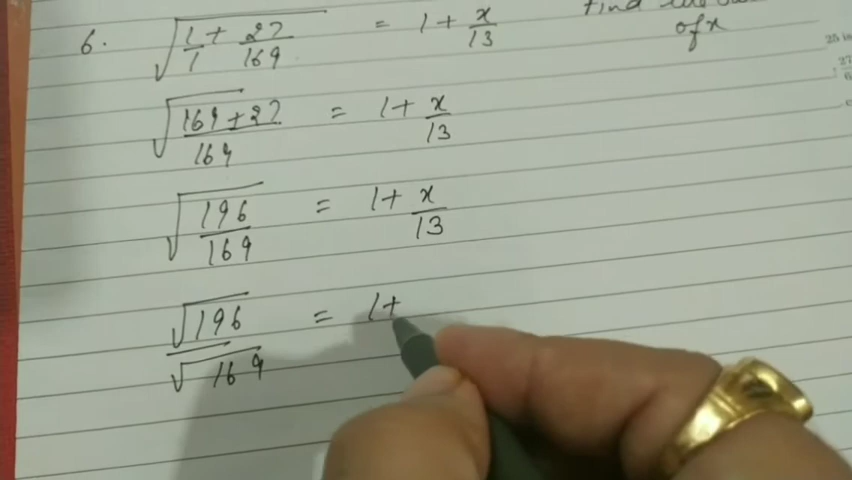 6. √(1/1 + 27/169) = 1 + x/13 Find
of x
√((169 + 27)/169) = 1 + x/13
√(196/169) = 1 + x/13
√196/√169 = 1 +